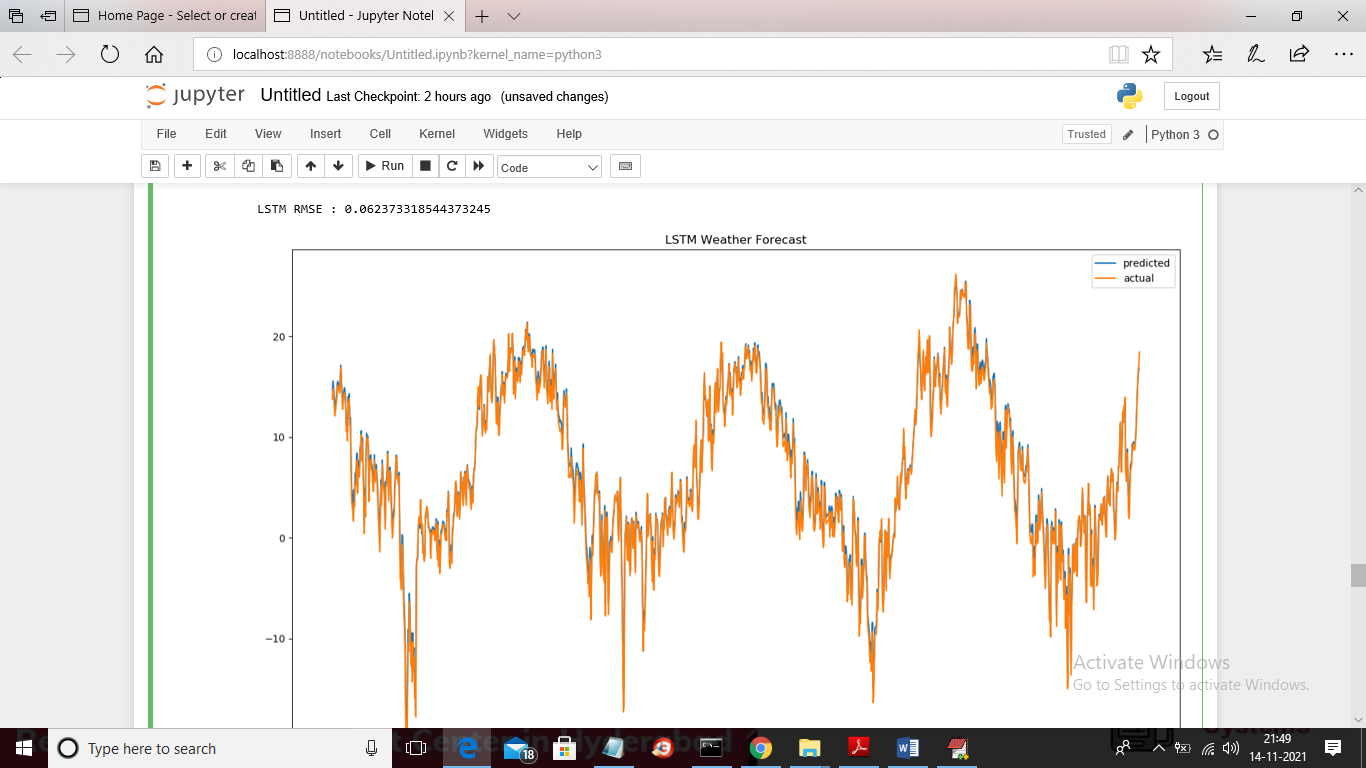 Home Page - Select or creat
Untitled - Jupyter Notel
localhost:8888/notebooks/Untitled.ipynb?kernel_name=python3
jupyter Untitled Last Checkpoint: 2 hours ago (unsaved changes)
Logout
File Edit View Insert Cell Kernel Widgets Help
Trusted
Python 3
Run
Code
LSTM RMSE : 0.062373318544373245
LSTM Weather Forecast
predicted
actual
20
10
0
−10
Activate Windows
Go to Settings to activate Windows.
Type here to search
18
21:49
14-11-2021